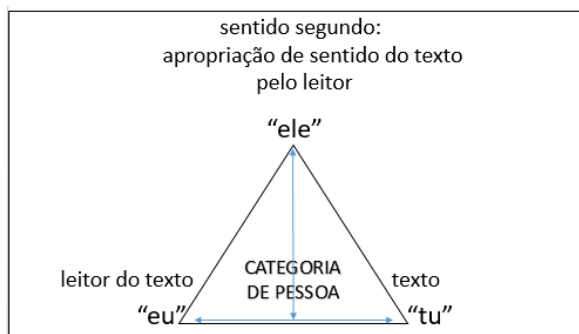 sentido segundo:
apropriação de sentido do texto
pelo leitor
“ele”
leitor do texto
CATEGORIA
DE PESSOA
texto
“eu”
“tu”